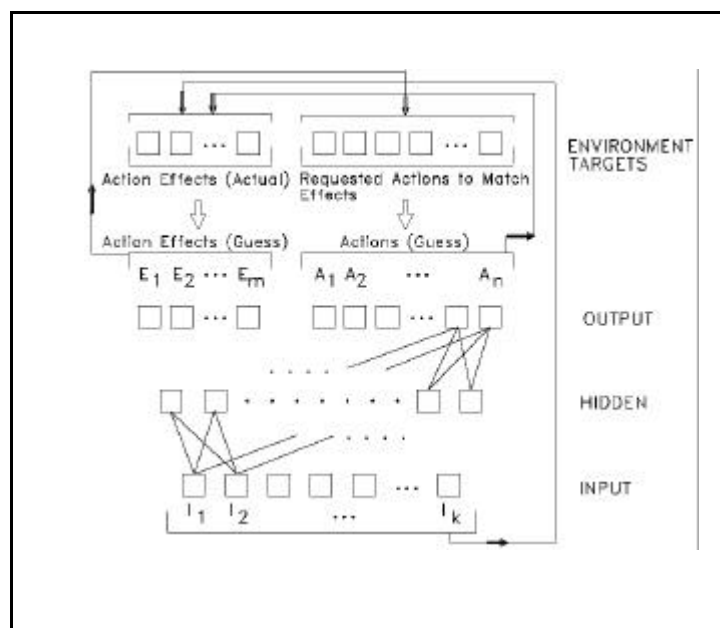 ENVIRONMENT
TARGETS
Action Effects (Actual)
Requested Actions to Match
Effects
Action Effects (Guess)
Actions (Guess)
E1 E2 ... Em
A1 A2 ... An
OUTPUT
HIDDEN
INPUT
I1 I2 ... Ik